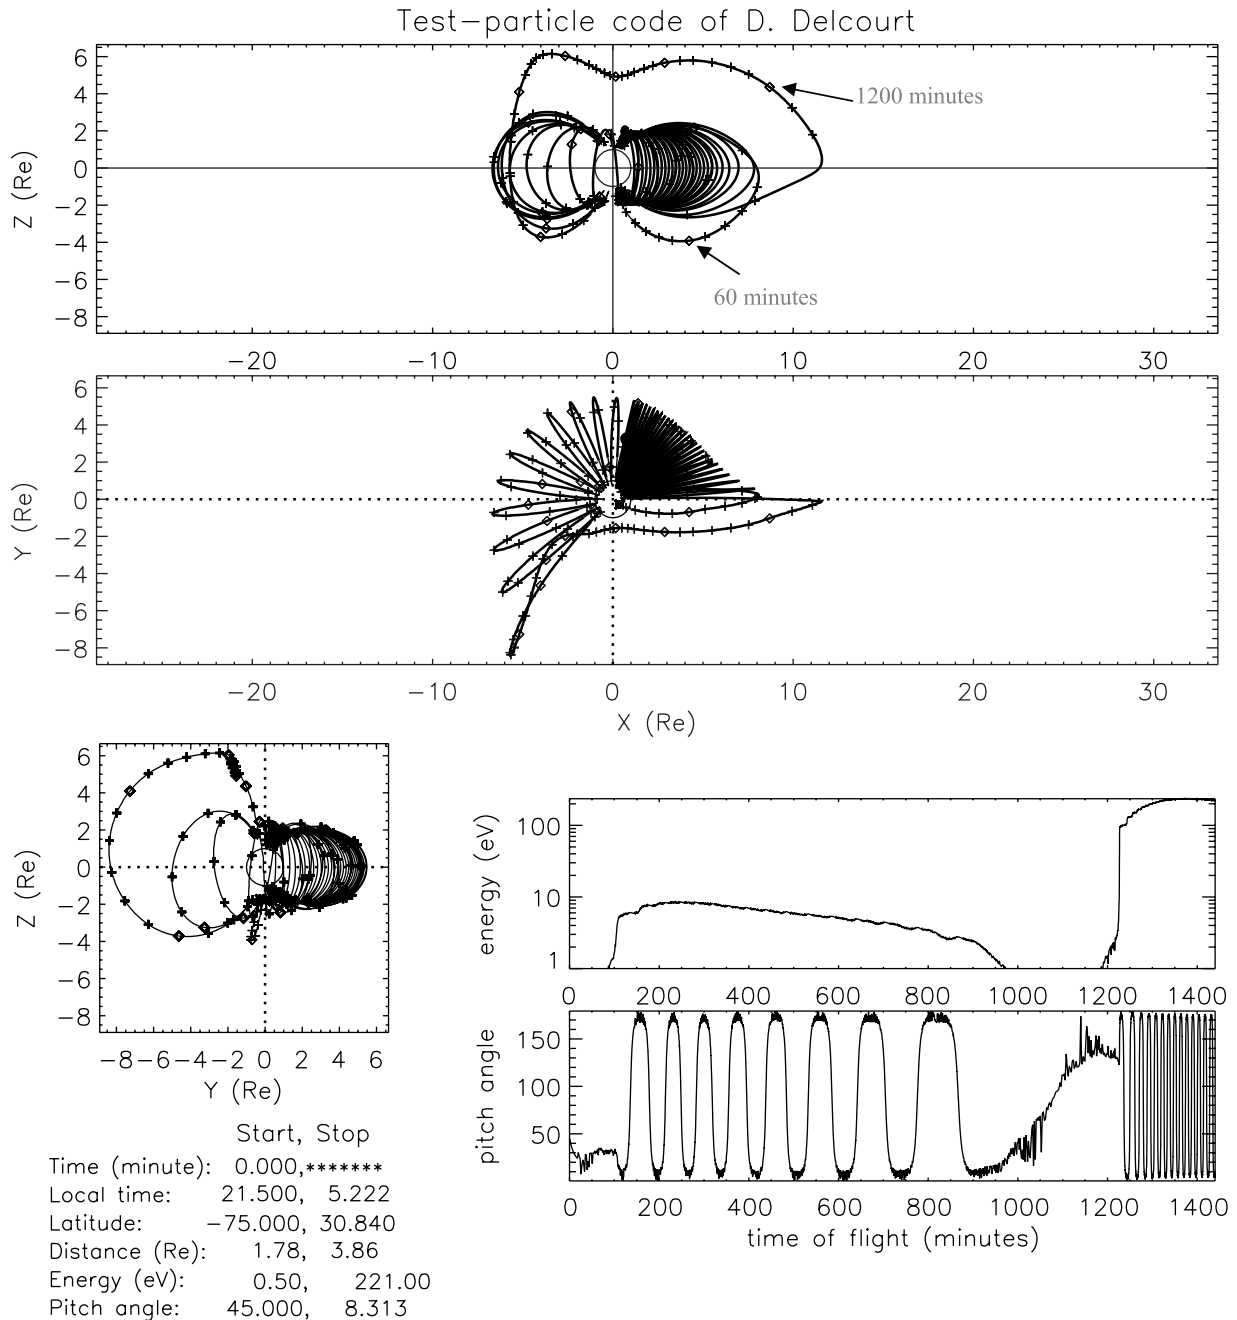 Test-particle code of D. Delcourt
6
4
2
0
-2
-4
-6
-8
Z (Re)
1200 minutes
60 minutes
-20 -10 0 10 20 30
6
4
2
0
-2
-4
-6
-8
Y (Re)
-20 -10 0 10 20 30
X (Re)
6
4
2
0
-2
-4
-6
-8
Z (Re)
-8 -6 -4 -2 0 2 4 6
Y (Re)
100
10
1
energy (eV)
0 200 400 600 800 1000 1200 1400
150
100
50
pitch angle
0 200 400 600 800 1000 1200 1400
time of flight (minutes)
Start, Stop
Time (minute): 0.000,*******
Local time: 21.500, 5.222
Latitude: -75.000, 30.840
Distance (Re): 1.78, 3.86
Energy (eV): 0.50, 221.00
Pitch angle: 45.000, 8.313